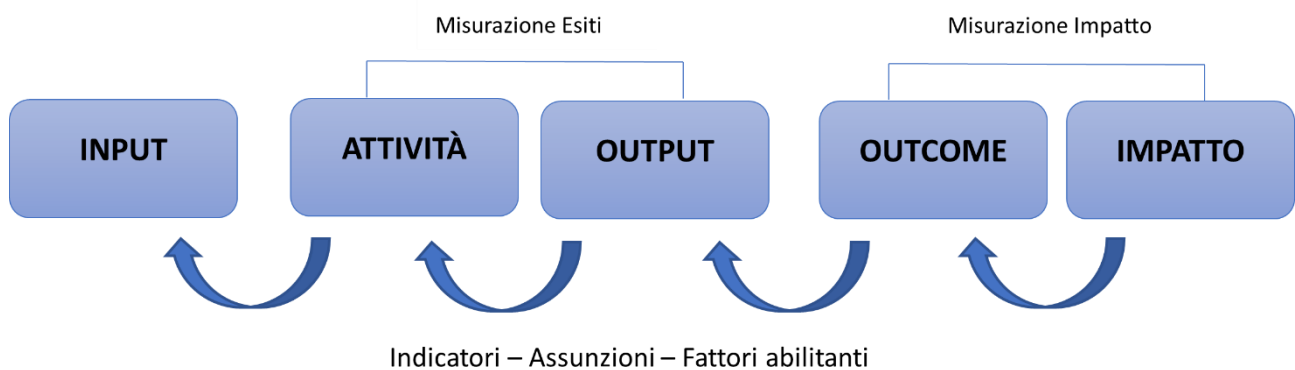 Misurazione Esiti
Misurazione Impatto
INPUT
ATTIVITÀ
OUTPUT
OUTCOME
IMPATTO
Indicatori – Assunzioni – Fattori abilitanti